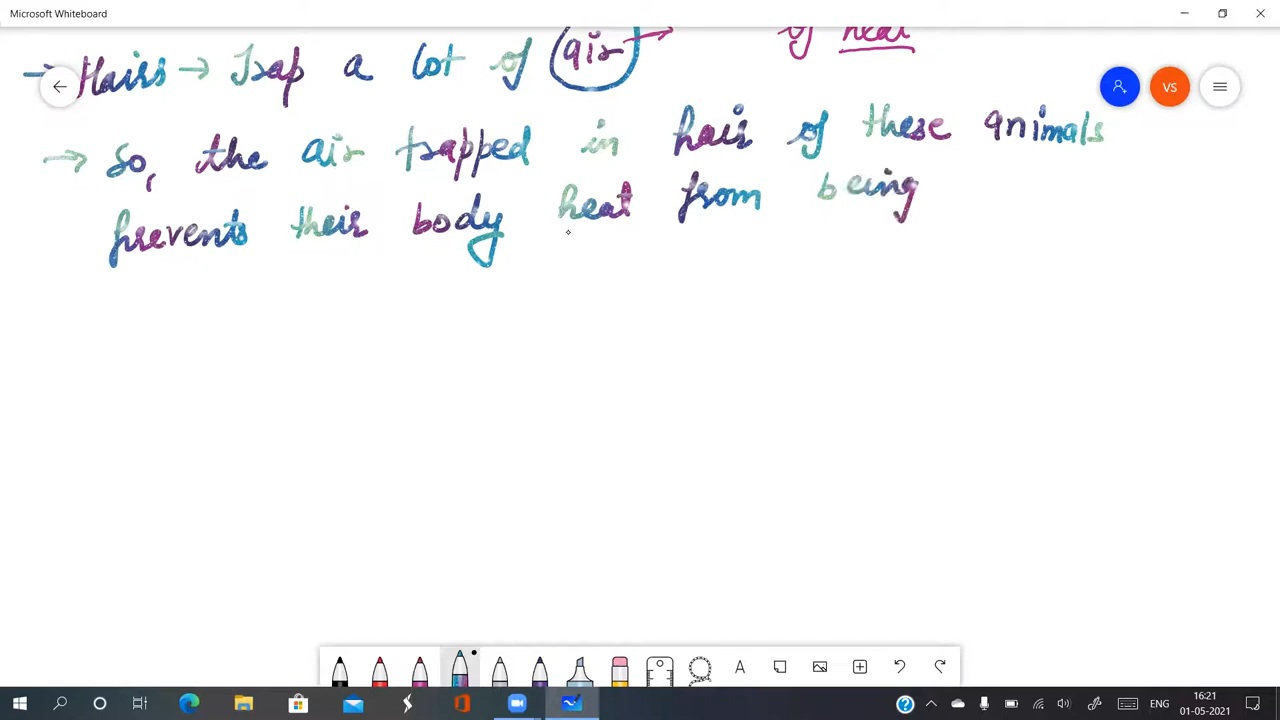 Microsoft Whiteboard
of heat
→ Hairs → Trap a lot of air →
VS
→ So, the air trapped in hair of these animals
prevents their body heat from being
A
ENG
16:21
01-05-2021